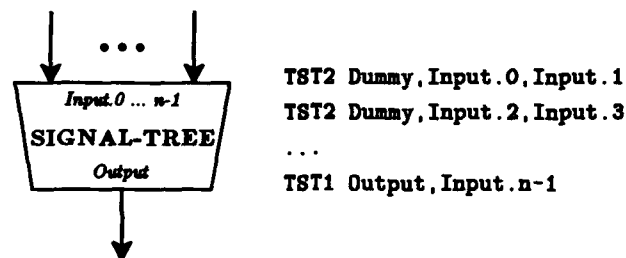 Input.0 ... n-1
SIGNAL-TREE
Output
TST2 Dummy,Input.0,Input.1
TST2 Dummy,Input.2,Input.3
...
TST1 Output,Input.n-1